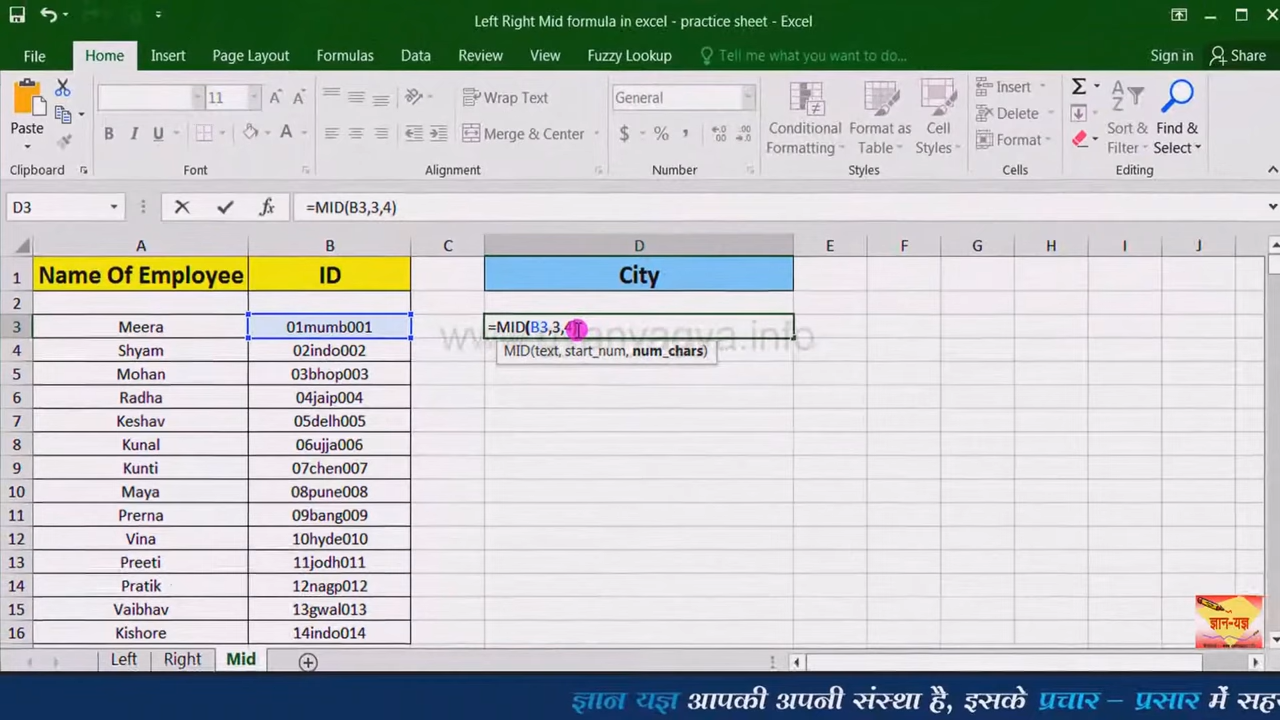 Left Right Mid formula in excel - practice sheet - Excel
File Home Insert Page Layout Formulas Data Review View Fuzzy Lookup Tell me what you want to do... Sign in Share
Paste
11
B I U
Wrap Text
Merge & Center
General
$ % ,
Conditional Formatting
Format as Table
Cell Styles
Insert
Delete
Format
Sort & Filter
Find & Select
Clipboard Font Alignment Number Styles Cells Editing
D3 fx =MID(B3,3,4)
A B C D E F G H I J
1 Name Of Employee ID City
2
3 Meera 01mumb001 =MID(B3,3,4)
MID(text, start_num, num_chars)
4 Shyam 02indo002
5 Mohan 03bhop003
6 Radha 04jaip004
7 Keshav 05delh005
8 Kunal 06ujja006
9 Kunti 07chen007
10 Maya 08pune008
11 Prerna 09bang009
12 Vina 10hyde010
13 Preeti 11jodh011
14 Pratik 12nagp012
15 Vaibhav 13gwal013
16 Kishore 14indo014
ज्ञान-यज्ञ
Left Right Mid
ज्ञान यज्ञ आपकी अपनी संस्था है, इसके प्रचार – प्रसार में सह